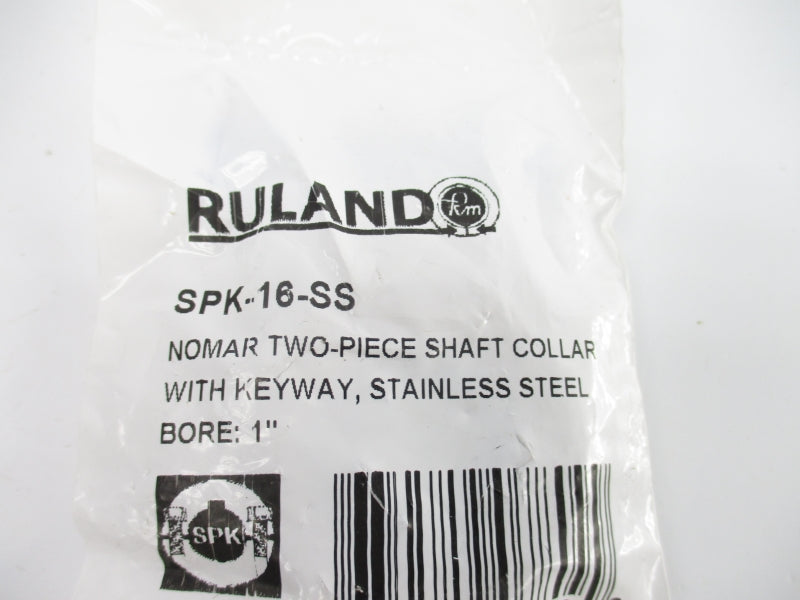 RULAND
SPK-16-SS
NOMAR TWO-PIECE SHAFT COLLAR
WITH KEYWAY, STAINLESS STEEL
BORE: 1"
SPK